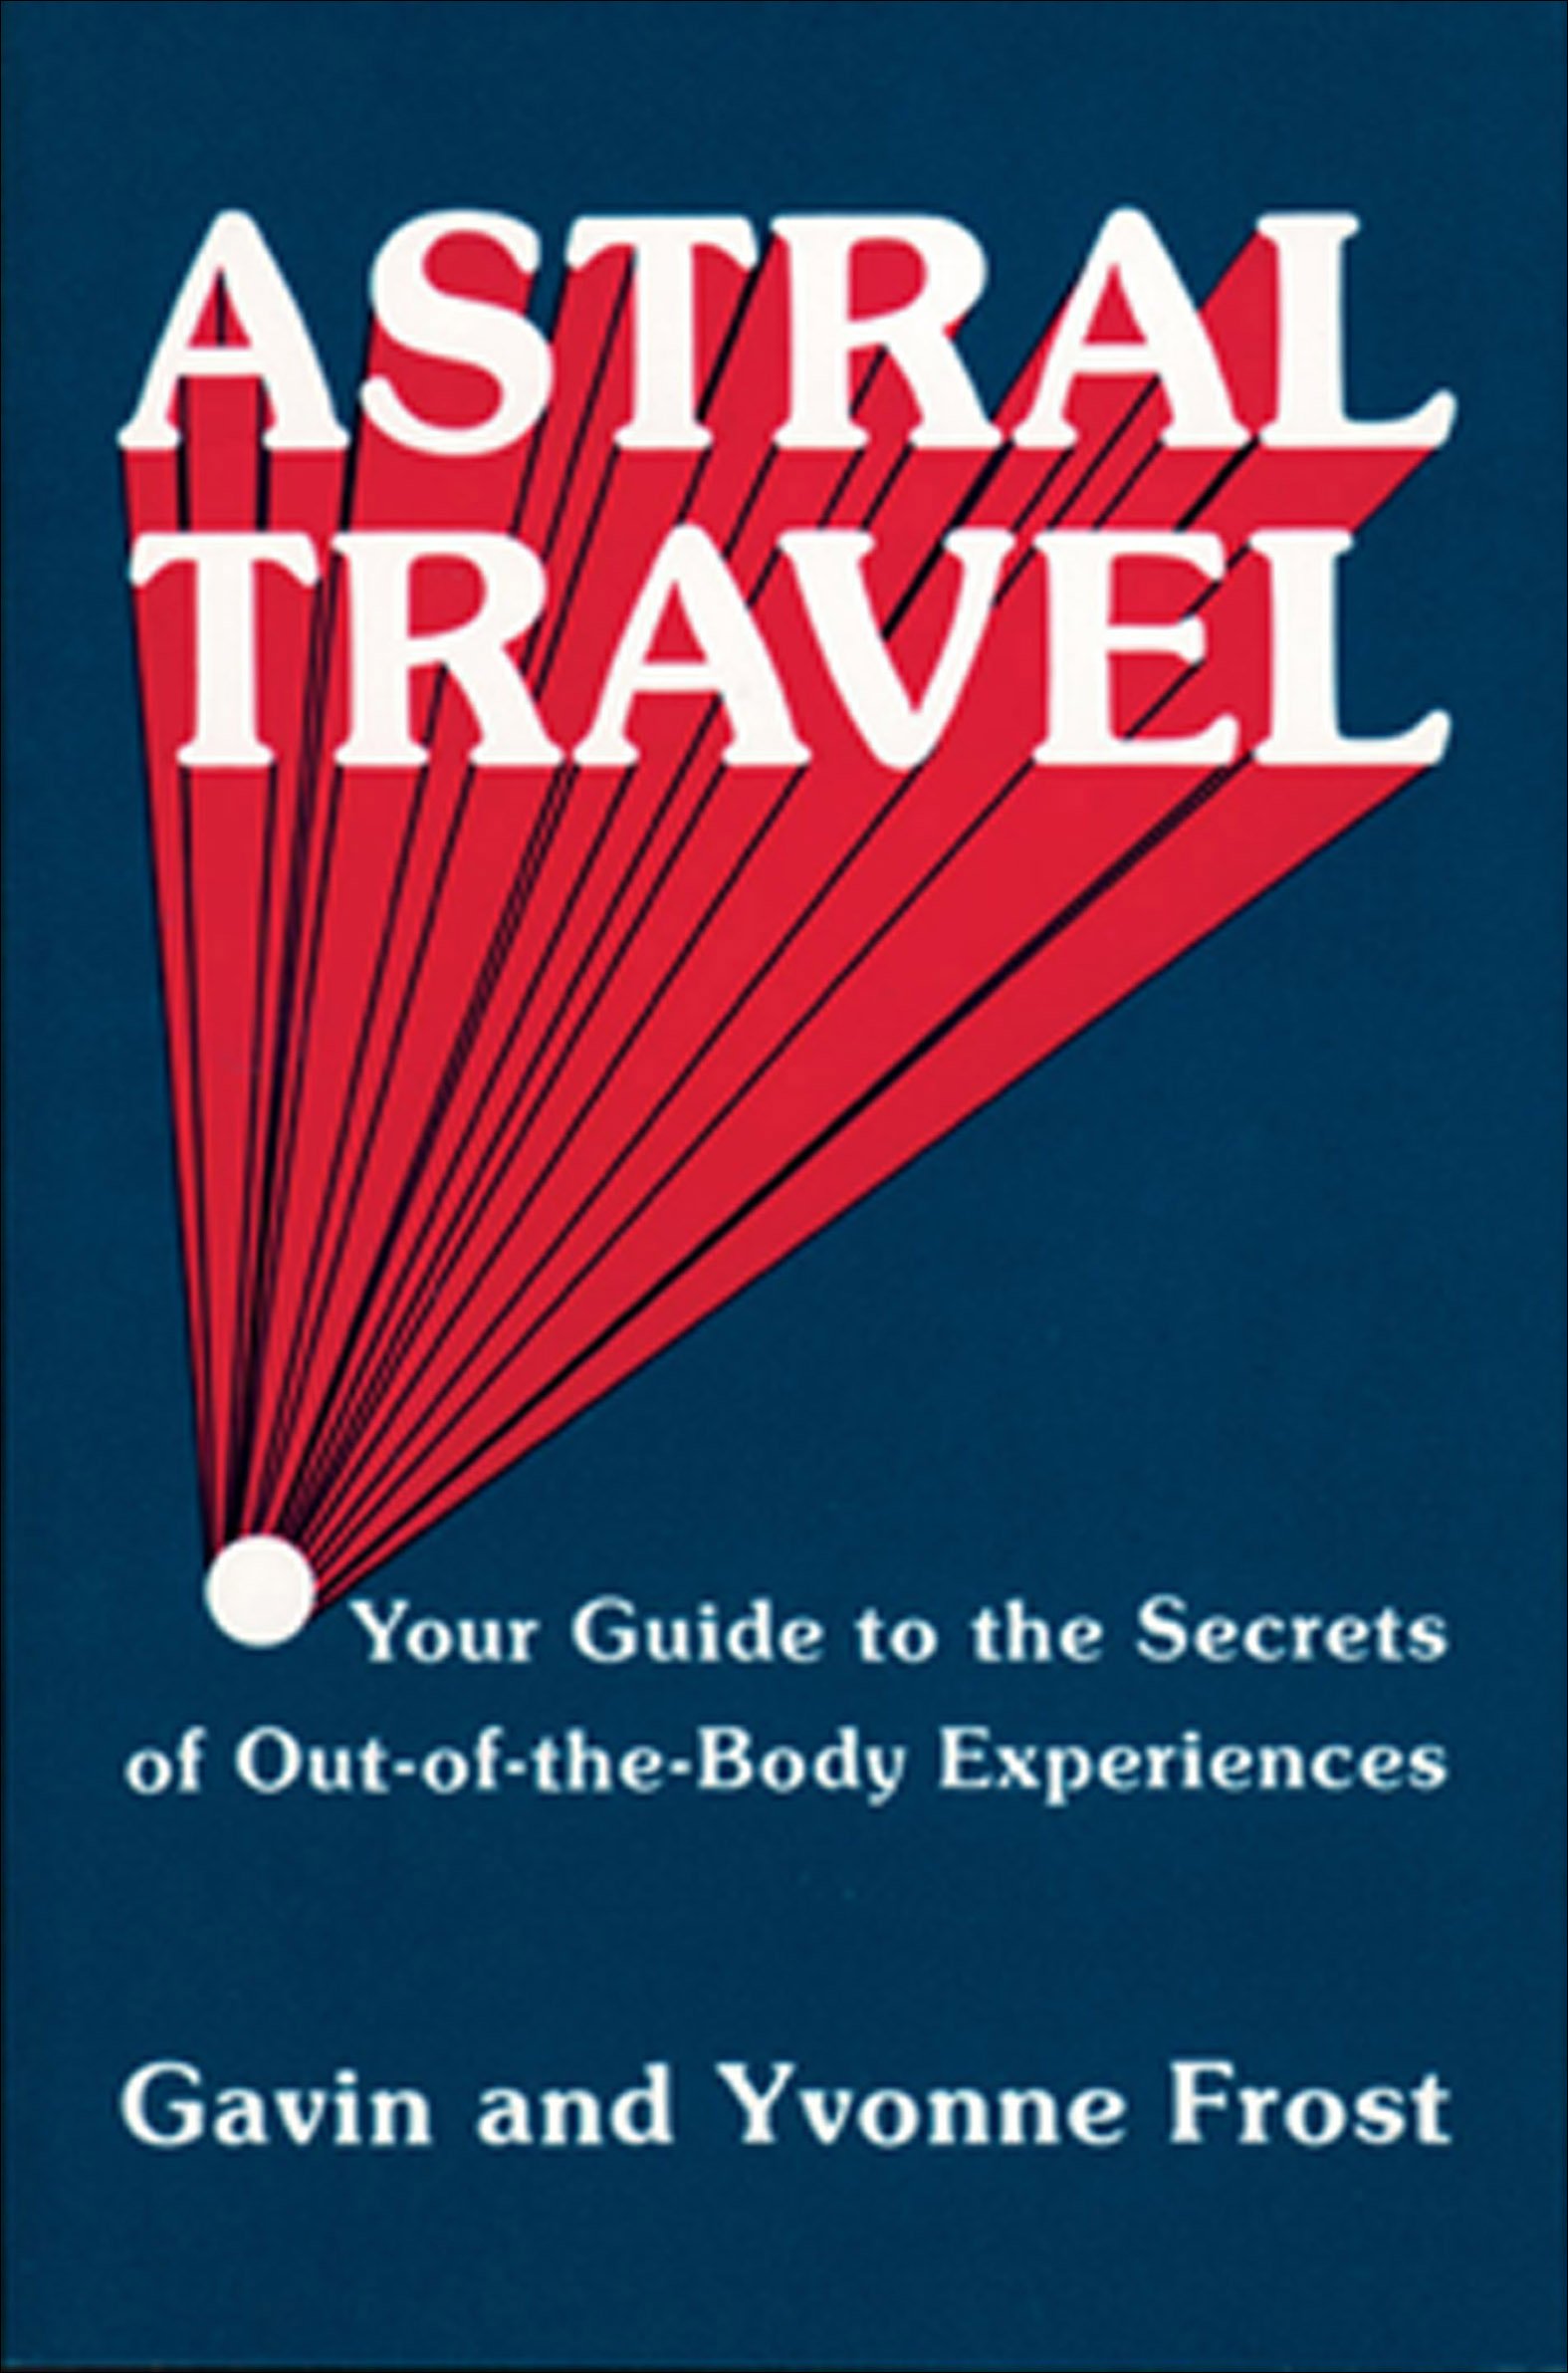 ASTRAL
TRAVEL
Your Guide to the Secrets
of Out-of-the-Body Experiences
Gavin and Yvonne Frost